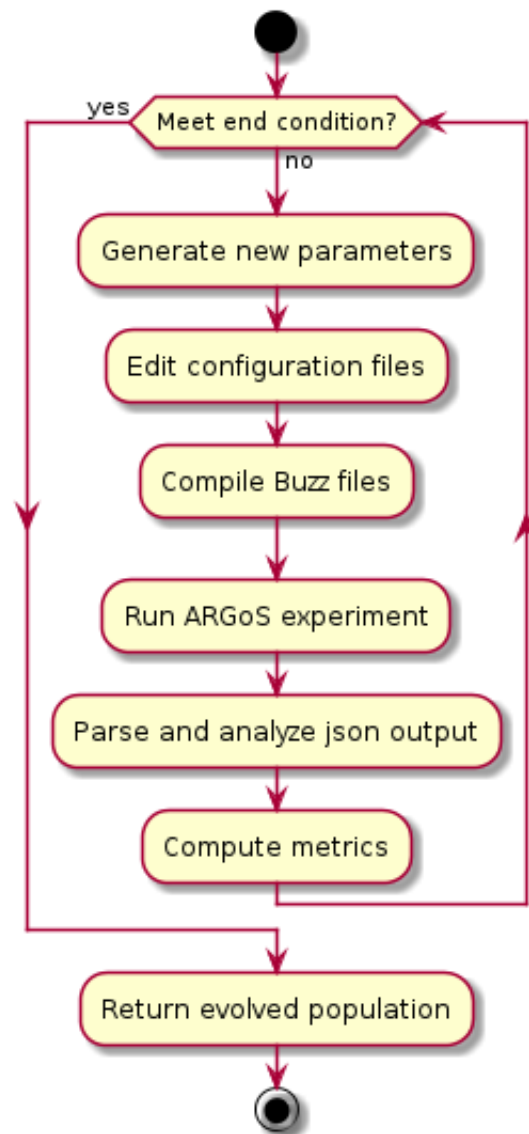 yes
Meet end condition?
no
Generate new parameters
Edit configuration files
Compile Buzz files
Run ARGoS experiment
Parse and analyze json output
Compute metrics
Return evolved population